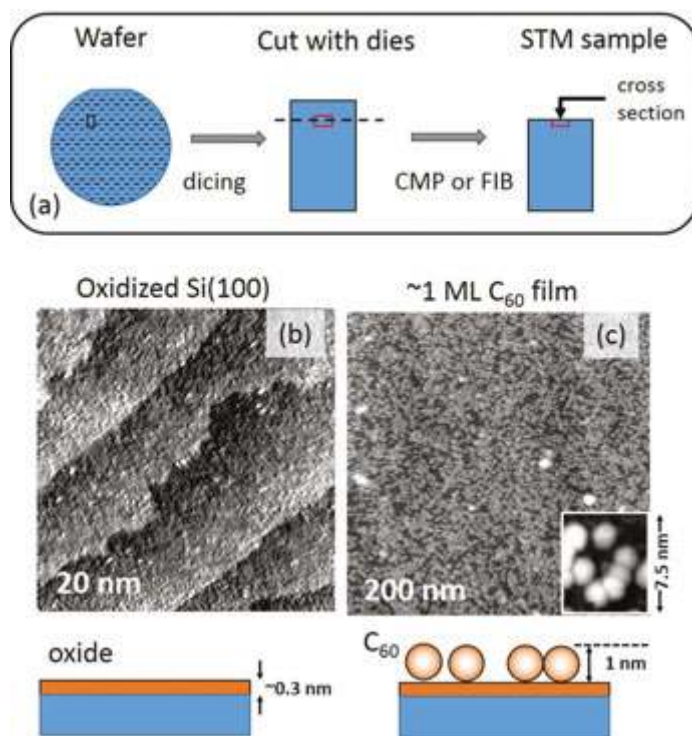 Wafer
Cut with dies
STM sample
cross
section
dicing
CMP or FIB
(a)
Oxidized Si(100)
~1 ML C₆₀ film
(b)
(c)
20 nm
200 nm
7.5 nm
oxide
~0.3 nm
C₆₀
1 nm